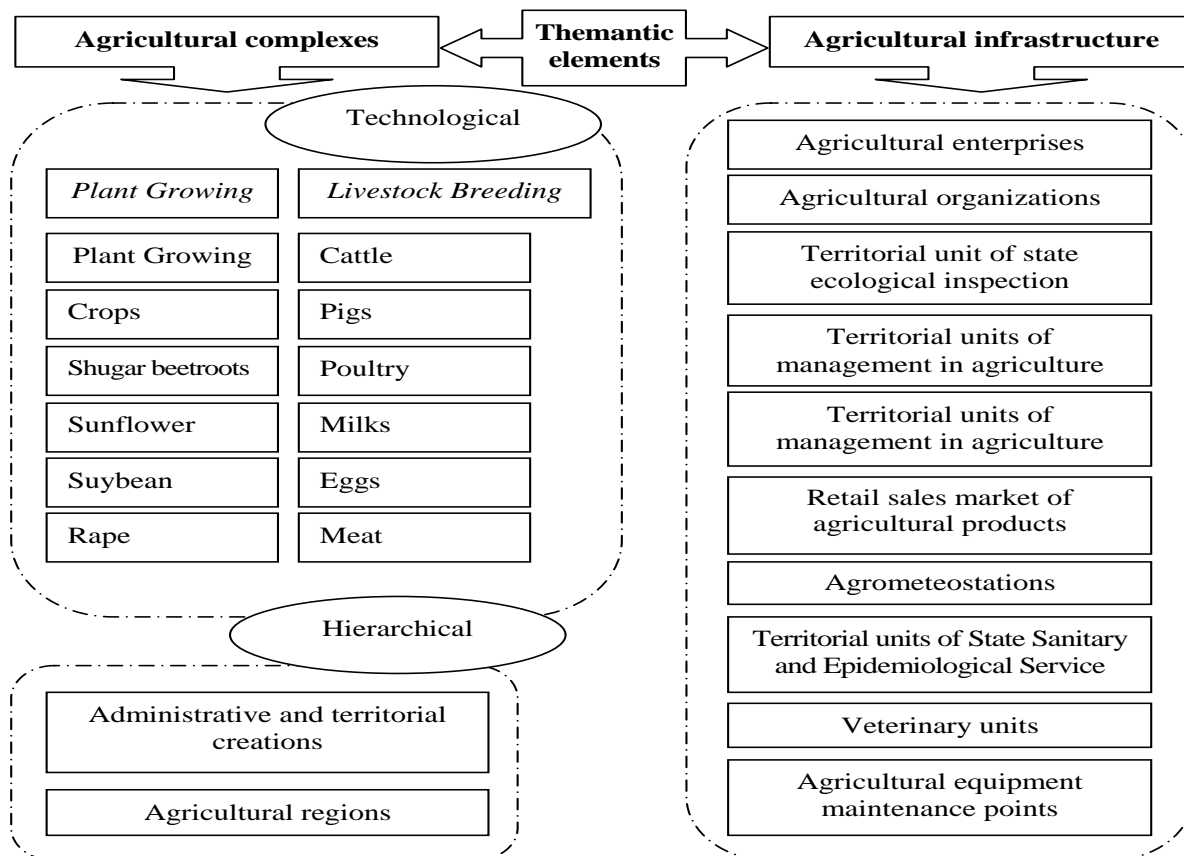 Agricultural complexes
Themantic
elements
Agricultural infrastructure
Technological
Plant Growing
Livestock Breeding
Plant Growing
Cattle
Crops
Pigs
Shugar beetroots
Poultry
Sunflower
Milks
Suybean
Eggs
Rape
Meat
Hierarchical
Administrative and territorial
creations
Agricultural regions
Agricultural enterprises
Agricultural organizations
Territorial unit of state
ecological inspection
Territorial units of
management in agriculture
Territorial units of
management in agriculture
Retail sales market of
agricultural products
Agrometeostations
Territorial units of State Sanitary
and Epidemiological Service
Veterinary units
Agricultural equipment
maintenance points